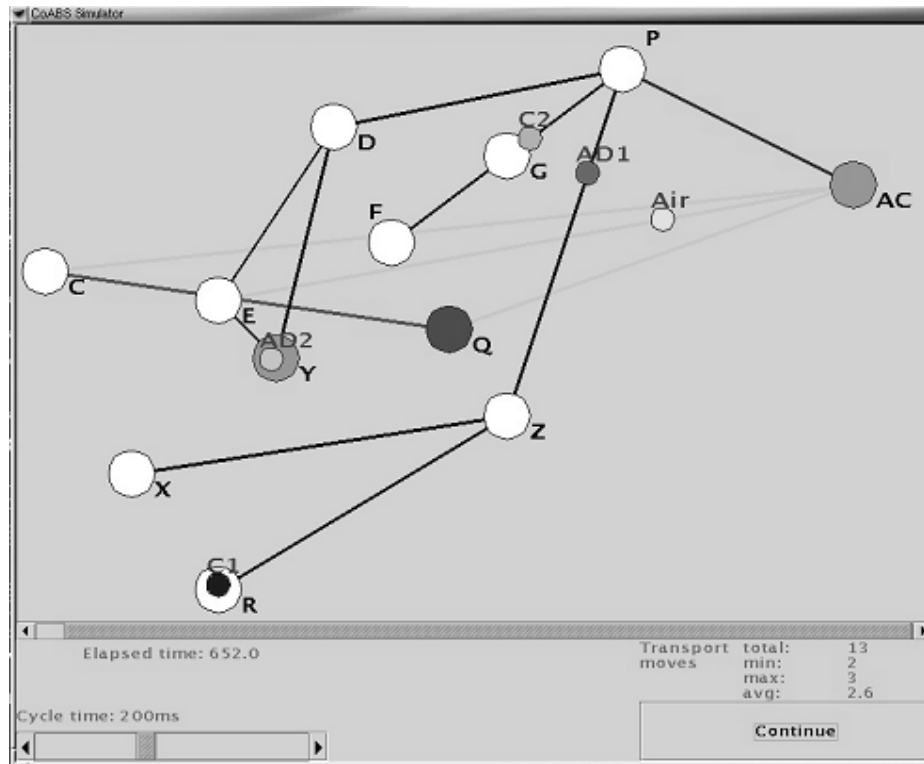 CoABS Simulator
P
D
C2
G
AD1
F
Air
AC
C
E
AD2
Q
Y
Z
X
C1
R
Elapsed time: 652.0
Transport total: 13
moves min: 2
max: 3
avg: 2.6
Cycle time: 200ms
Continue